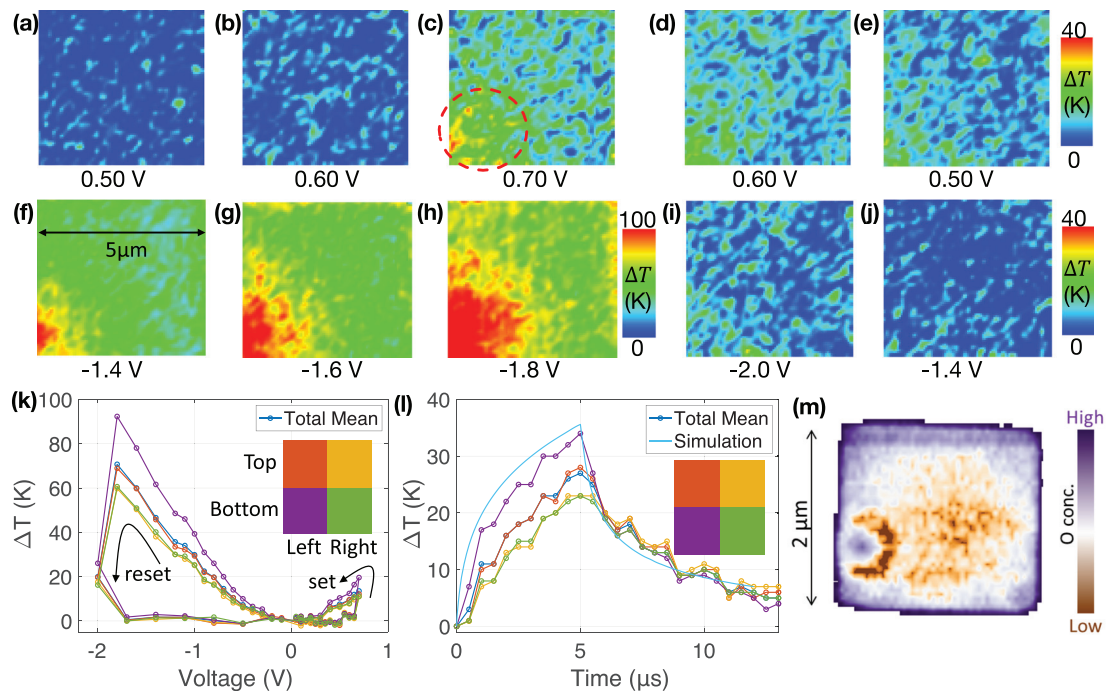 (a)
(b)
(c)
(d)
(e)
40
ΔT
(K)
0
0.50 V
0.60 V
0.70 V
0.60 V
0.50 V
(f)
(g)
(h)
(i)
(j)
5μm
100
ΔT
(K)
0
40
ΔT
(K)
0
-1.4 V
-1.6 V
-1.8 V
-2.0 V
-1.4 V
(k)
100
80
60
40
20
0
ΔT (K)
Total Mean
Top
Bottom
Left Right
reset
set
-2
-1
0
1
Voltage (V)
(l)
40
30
20
10
0
ΔT (K)
Total Mean
Simulation
0
5
10
Time (μs)
(m)
2 μm
High
O conc.
Low